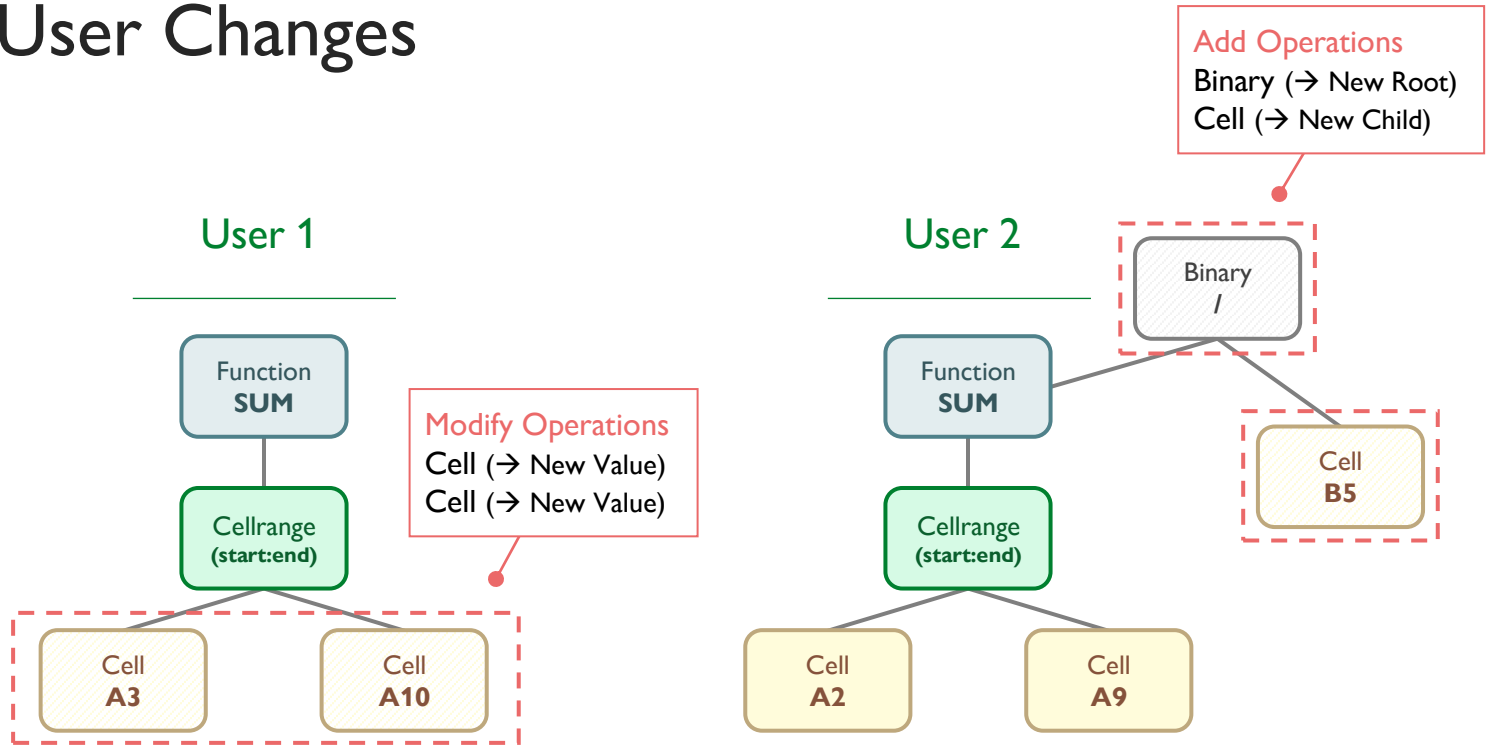 User Changes
Add Operations
Binary (→ New Root)
Cell (→ New Child)
User 1
Function
SUM
Modify Operations
Cell (→ New Value)
Cell (→ New Value)
Cellrange
(start:end)
Cell
A3
Cell
A10
User 2
Binary
/
Function
SUM
Cell
B5
Cellrange
(start:end)
Cell
A2
Cell
A9